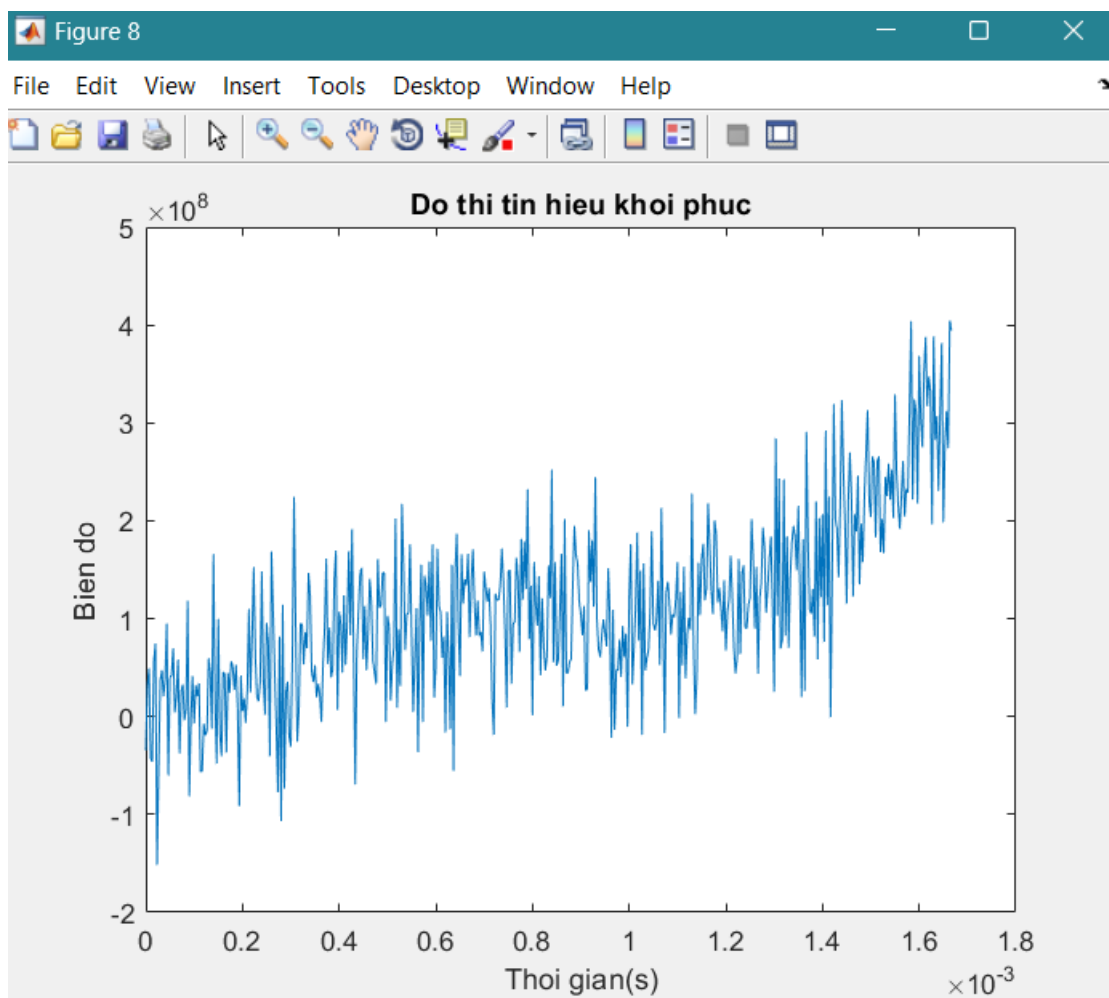 Figure 8
File Edit View Insert Tools Desktop Window Help
Do thi tin hieu khoi phuc
×10^8
5
4
3
2
1
0
-1
-2
Bien do
0 0.2 0.4 0.6 0.8 1 1.2 1.4 1.6 1.8
Thoi gian(s)
×10^-3